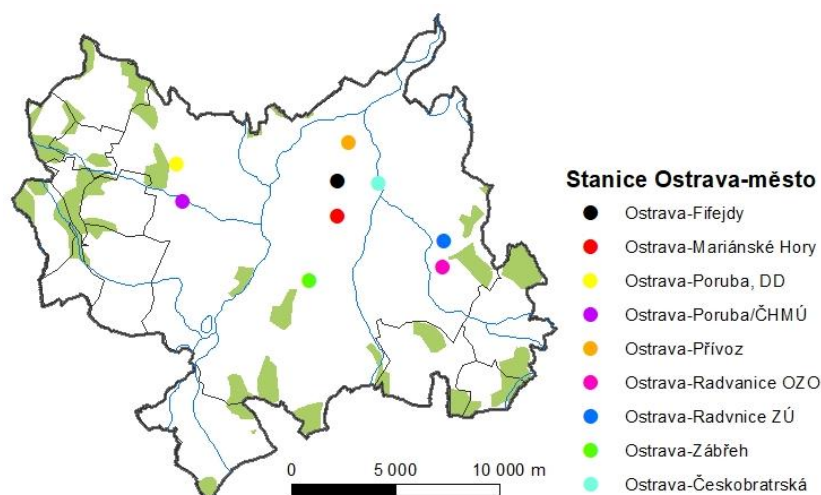 Stanice Ostrava-město
Ostrava-Fifejdy
Ostrava-Mariánské Hory
Ostrava-Poruba, DD
Ostrava-Poruba/ČHMÚ
Ostrava-Přívoz
Ostrava-Radvanice OZO
Ostrava-Radvnice ZÚ
Ostrava-Zábřeh
Ostrava-Českobratrská
0 5 000 10 000 m